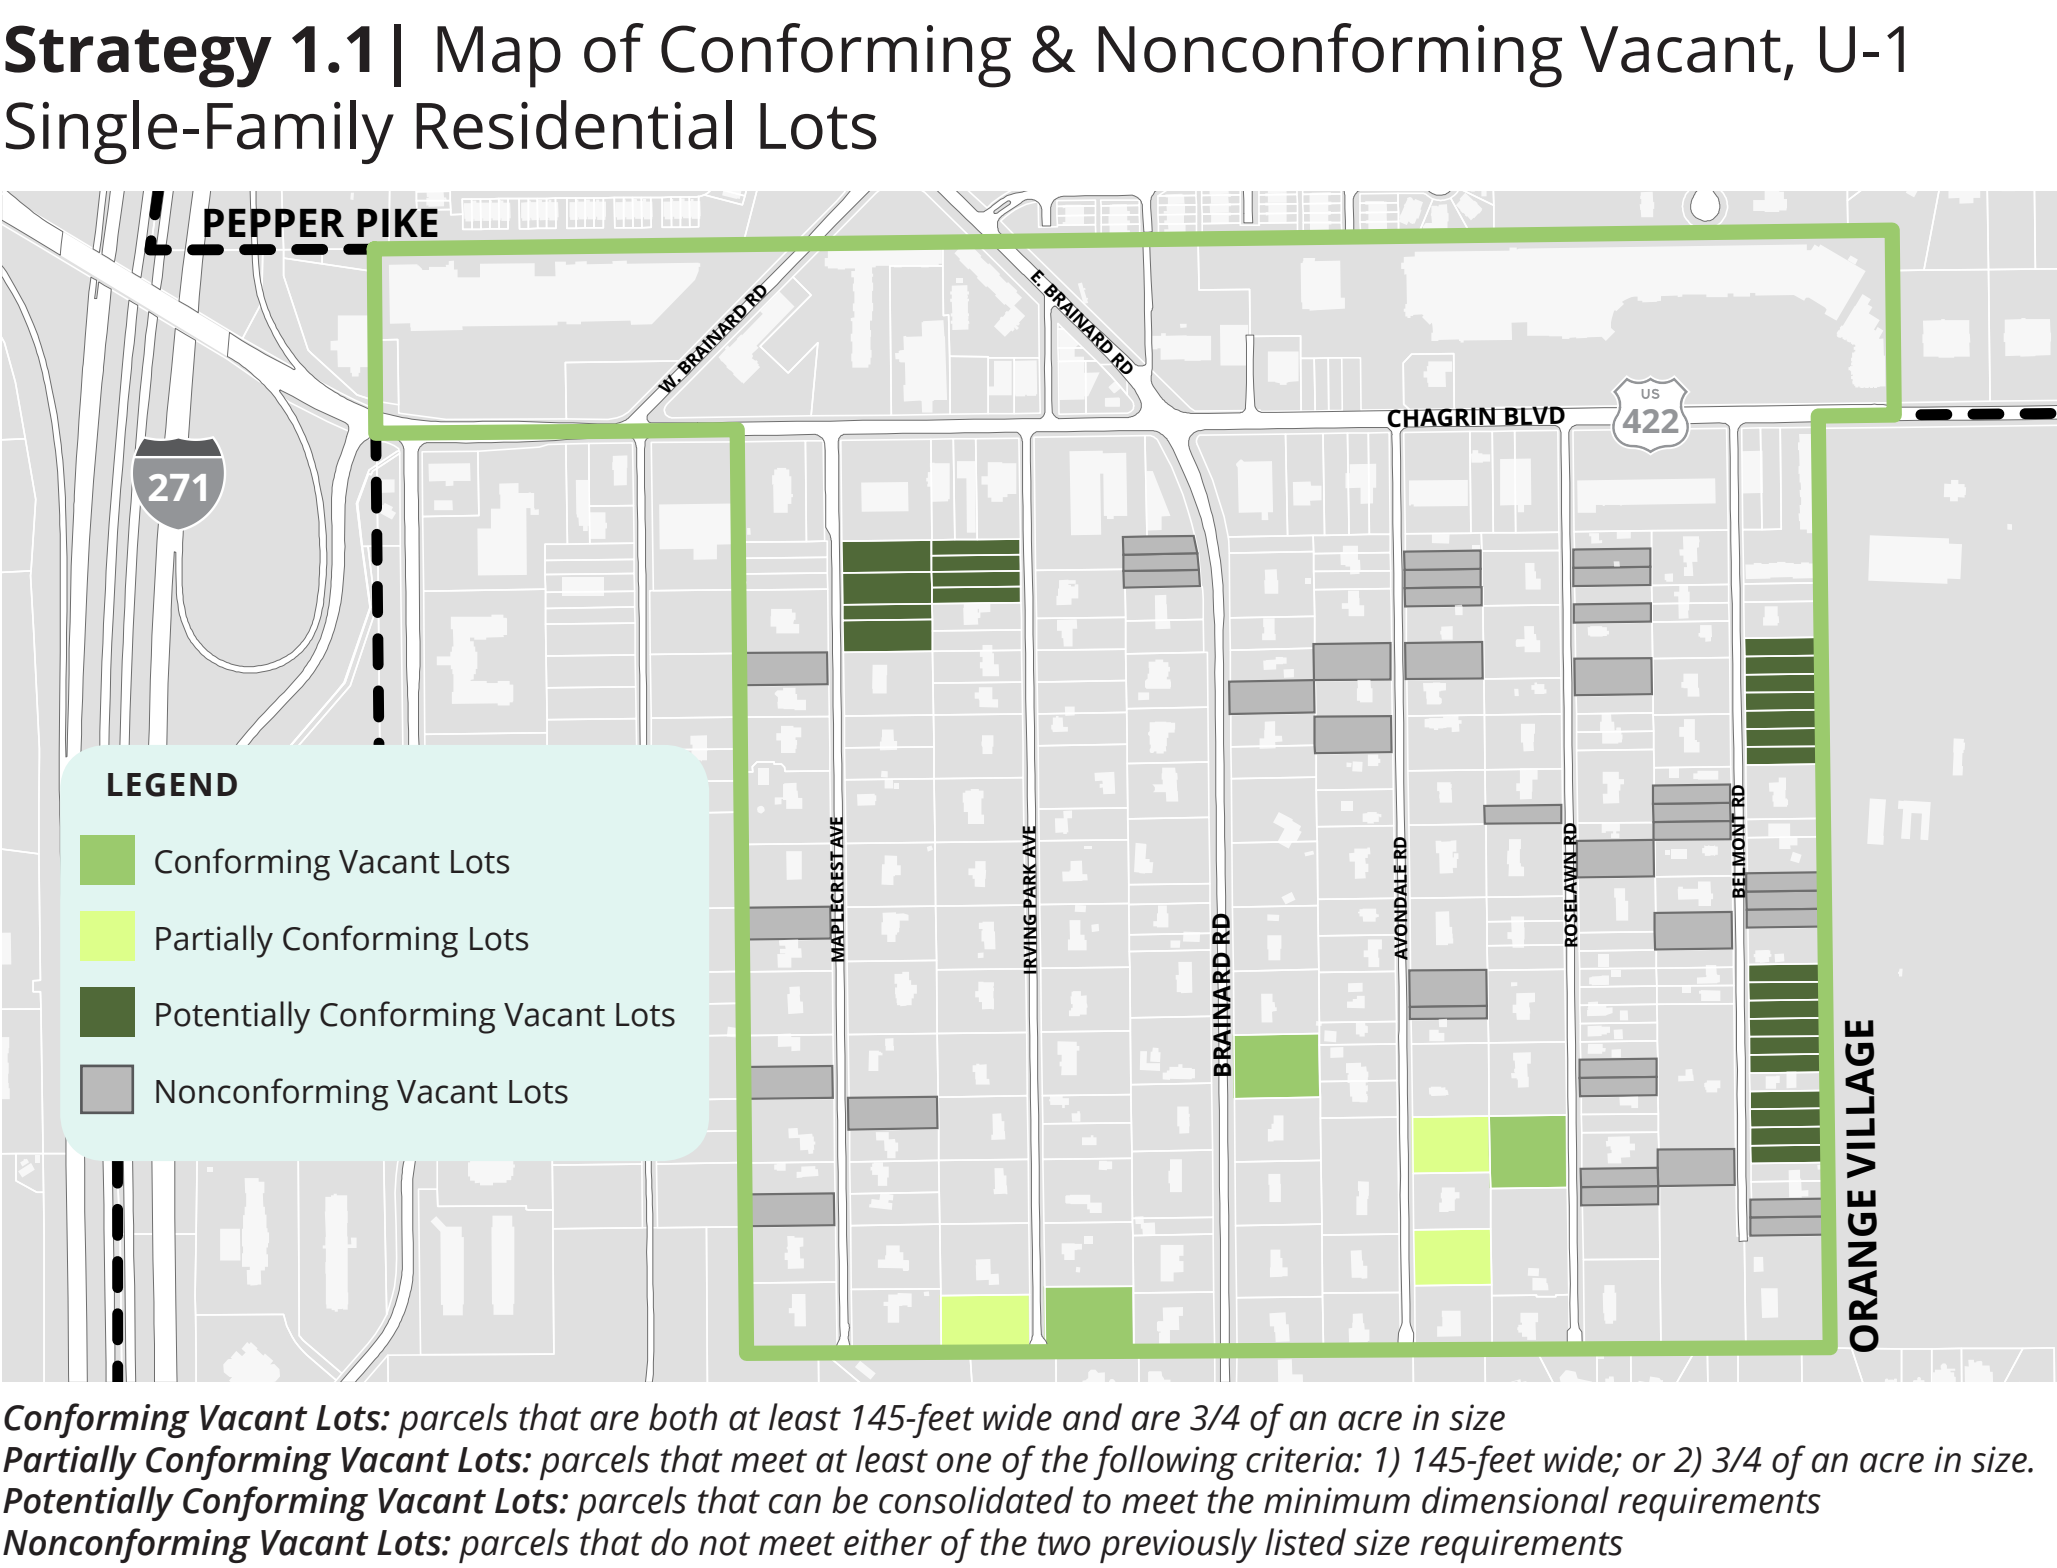 Strategy 1.1| Map of Conforming & Nonconforming Vacant, U-1
Single-Family Residential Lots
PEPPER PIKE
W. BRAINARD RD
E. BRAINARD RD
CHAGRIN BLVD
US
422
271
LEGEND
Conforming Vacant Lots
Partially Conforming Lots
Potentially Conforming Vacant Lots
Nonconforming Vacant Lots
MAPLECREST AVE
IRVING PARK AVE
BRAINARD RD
AVONDALE RD
ROSELAWN RD
BELMONT RD
ORANGE VILLAGE
Conforming Vacant Lots: parcels that are both at least 145-feet wide and are 3/4 of an acre in size
Partially Conforming Vacant Lots: parcels that meet at least one of the following criteria: 1) 145-feet wide; or 2) 3/4 of an acre in size.
Potentially Conforming Vacant Lots: parcels that can be consolidated to meet the minimum dimensional requirements
Nonconforming Vacant Lots: parcels that do not meet either of the two previously listed size requirements